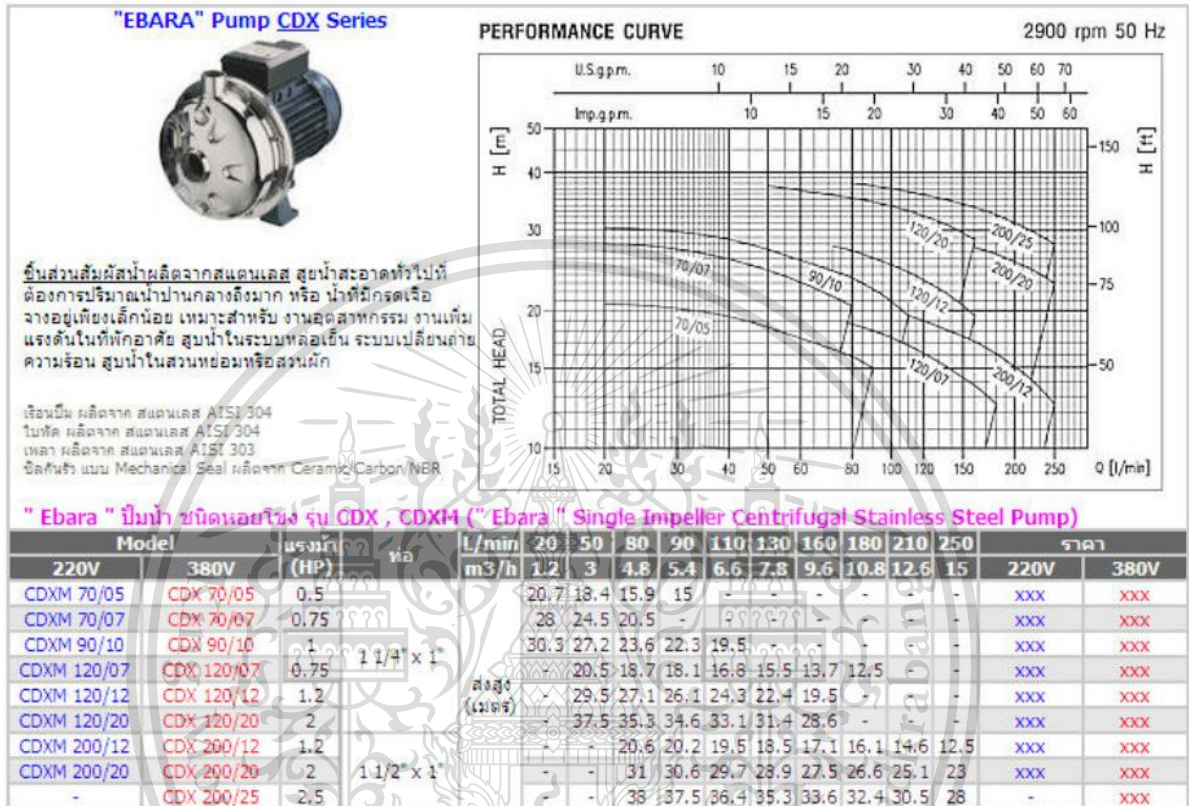 "EBARA" Pump CDX Series
PERFORMANCE CURVE 2900 rpm 50 Hz
U.S.g.p.m. 10 15 20 30 40 50 60 70
Imp.g.p.m. 10 15 20 30 40 50 60
H [m] 50 40 30 20 15 10
TOTAL HEAD
H [ft] 150 100 75 50
70/05
70/07
90/10
120/07
120/12
120/20
200/12
200/20
200/25
15 20 30 40 50 60 80 100 120 150 200 250 Q [l/min]
ชิ้นส่วนสัมผัสน้ำผลิตจากสแตนเลส สูยน้ำสะอาดทั่วไปที่
ต้องการปริมาณน้ำปานกลางถึงมาก หรือ น้ำที่มีกรดเจือ
จางอยู่เพียงเล็กน้อย เหมาะสำหรับ งานอุตสาหกรรม งานเพิ่ม
แรงดันในที่พักอาศัย สูบน้ำในระบบหล่อเย็น ระบบเปลี่ยนถ่าย
ความร้อน สูบน้ำในสวนหย่อมหรือสวนผัก
เรือนปั๊ม ผลิตจาก สแตนเลส AISI 304
ใบพัด ผลิตจาก สแตนเลส AISI 304
เพลา ผลิตจาก สแตนเลส AISI 303
ซีลกันรั่ว แบบ Mechanical Seal ผลิตจาก Ceramic/Carbon/NBR
" Ebara " ปั๊มน้ำ ชนิดหอยโข่ง รุ่น CDX , CDXM (" Ebara " Single Impeller Centrifugal Stainless Steel Pump)
Model แรงม้า (HP) ท่อ L/min 20 50 80 90 110 130 160 180 210 250 ราคา
220V 380V m3/h 1.2 3 4.8 5.4 6.6 7.8 9.6 10.8 12.6 15 220V 380V
CDXM 70/05 CDX 70/05 0.5 20.7 18.4 15.9 15 - - - - - - xxx xxx
CDXM 70/07 CDX 70/07 0.75 28 24.5 20.5 - - - - - - - xxx xxx
CDXM 90/10 CDX 90/10 1 30.3 27.2 23.6 22.3 19.5 - - - - - xxx xxx
1 1/4" x 1"
CDXM 120/07 CDX 120/07 0.75 - 20.5 18.7 18.1 16.8 15.5 13.7 12.5 - xxx xxx
ส่งสูง (เมตร)
CDXM 120/12 CDX 120/12 1.2 - 29.5 27.1 26.1 24.3 22.4 19.5 - - - xxx xxx
CDXM 120/20 CDX 120/20 2 - 37.5 35.3 34.6 33.1 31.4 28.6 - - - xxx xxx
CDXM 200/12 CDX 200/12 1.2 - - 20.6 20.2 19.5 18.5 17.1 16.1 14.6 12.5 xxx xxx
CDXM 200/20 CDX 200/20 2 1 1/2" x 1" - - 31 30.6 29.7 28.9 27.5 26.6 25.1 23 xxx xxx
- CDX 200/25 2.5 - - 38 37.5 36.4 35.3 33.6 32.4 30.5 28 - xxx